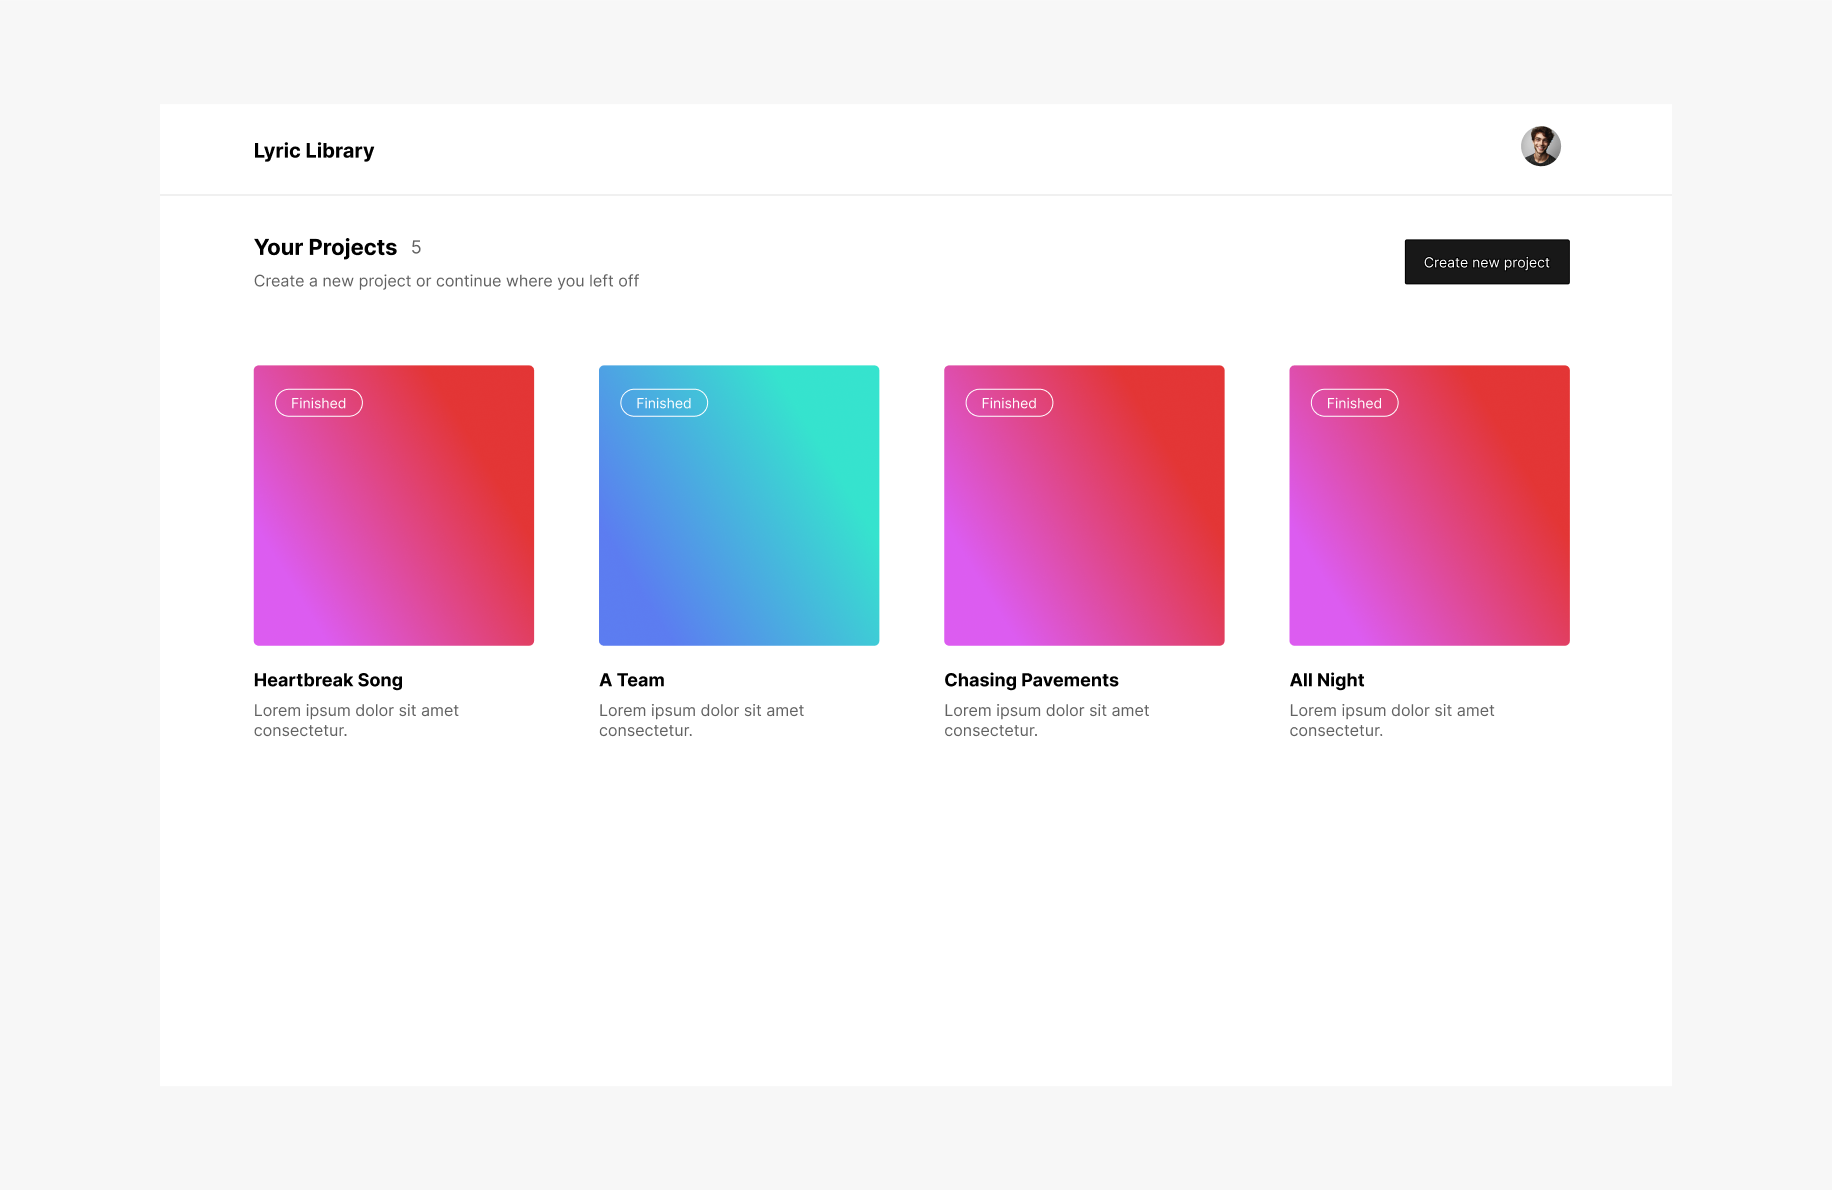 Lyric Library
Your Projects 5
Create a new project or continue where you left off
Create new project
Finished
Finished
Finished
Finished
Heartbreak Song
Lorem ipsum dolor sit amet
consectetur.
A Team
Lorem ipsum dolor sit amet
consectetur.
Chasing Pavements
Lorem ipsum dolor sit amet
consectetur.
All Night
Lorem ipsum dolor sit amet
consectetur.